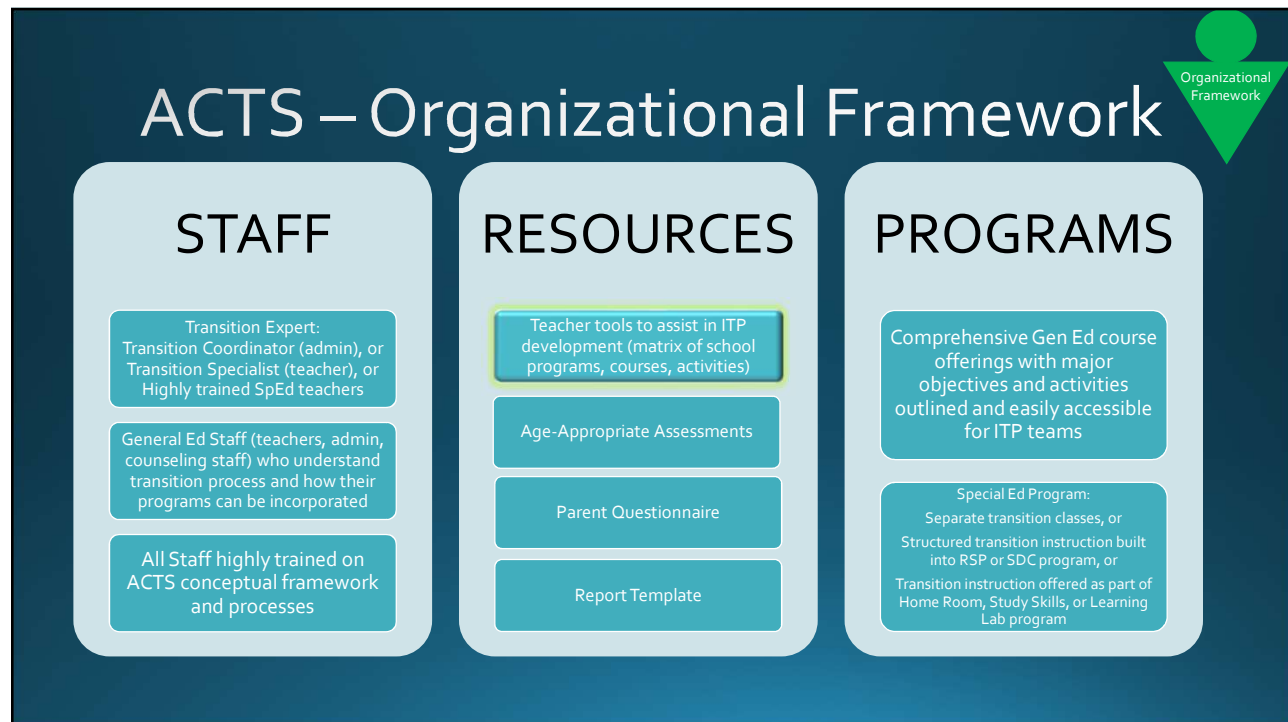 ACTS – Organizational Framework
Organizational
Framework
STAFF
Transition Expert:
Transition Coordinator (admin), or
Transition Specialist (teacher), or
Highly trained SpEd teachers
General Ed Staff (teachers, admin,
counseling staff) who understand
transition process and how their
programs can be incorporated
All Staff highly trained on
ACTS conceptual framework
and processes
RESOURCES
Teacher tools to assist in ITP
development (matrix of school
programs, courses, activities)
Age-Appropriate Assessments
Parent Questionnaire
Report Template
PROGRAMS
Comprehensive Gen Ed course
offerings with major
objectives and activities
outlined and easily accessible
for ITP teams
Special Ed Program:
Separate transition classes, or
Structured transition instruction built
into RSP or SDC program, or
Transition instruction offered as part of
Home Room, Study Skills, or Learning
Lab program